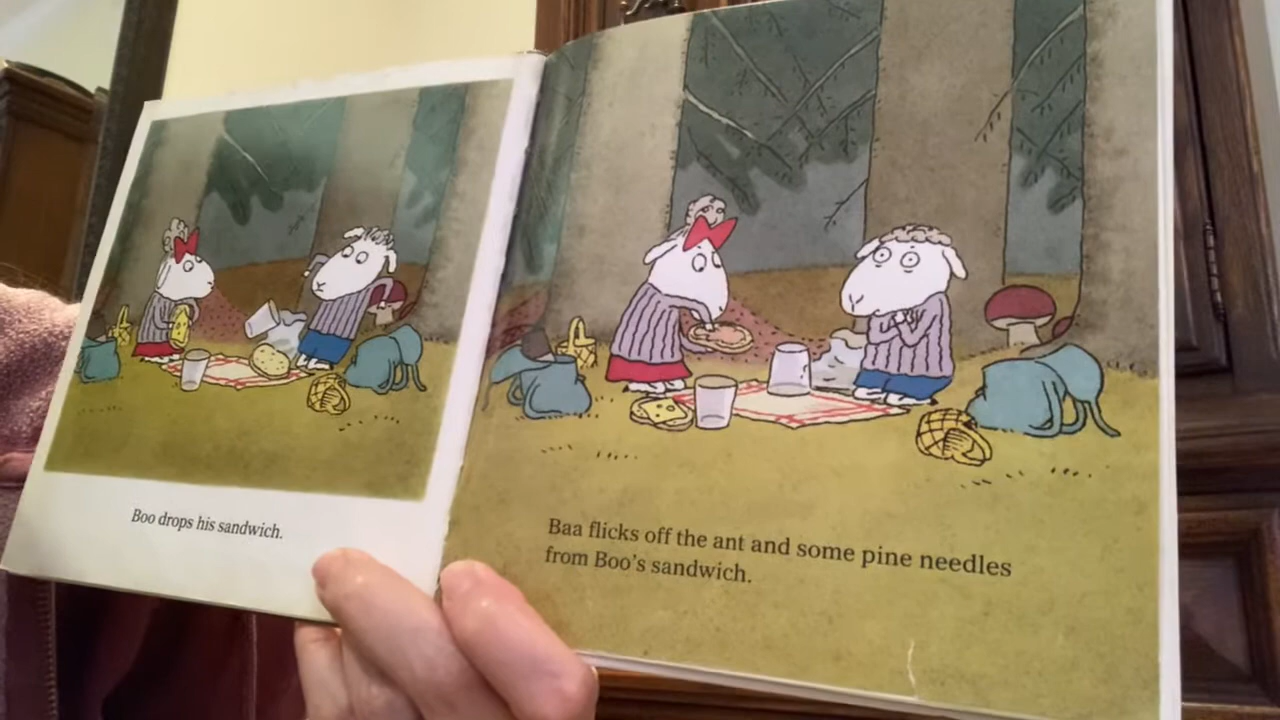 Boo drops his sandwich.
Baa flicks off the ant and some pine needles
from Boo's sandwich.